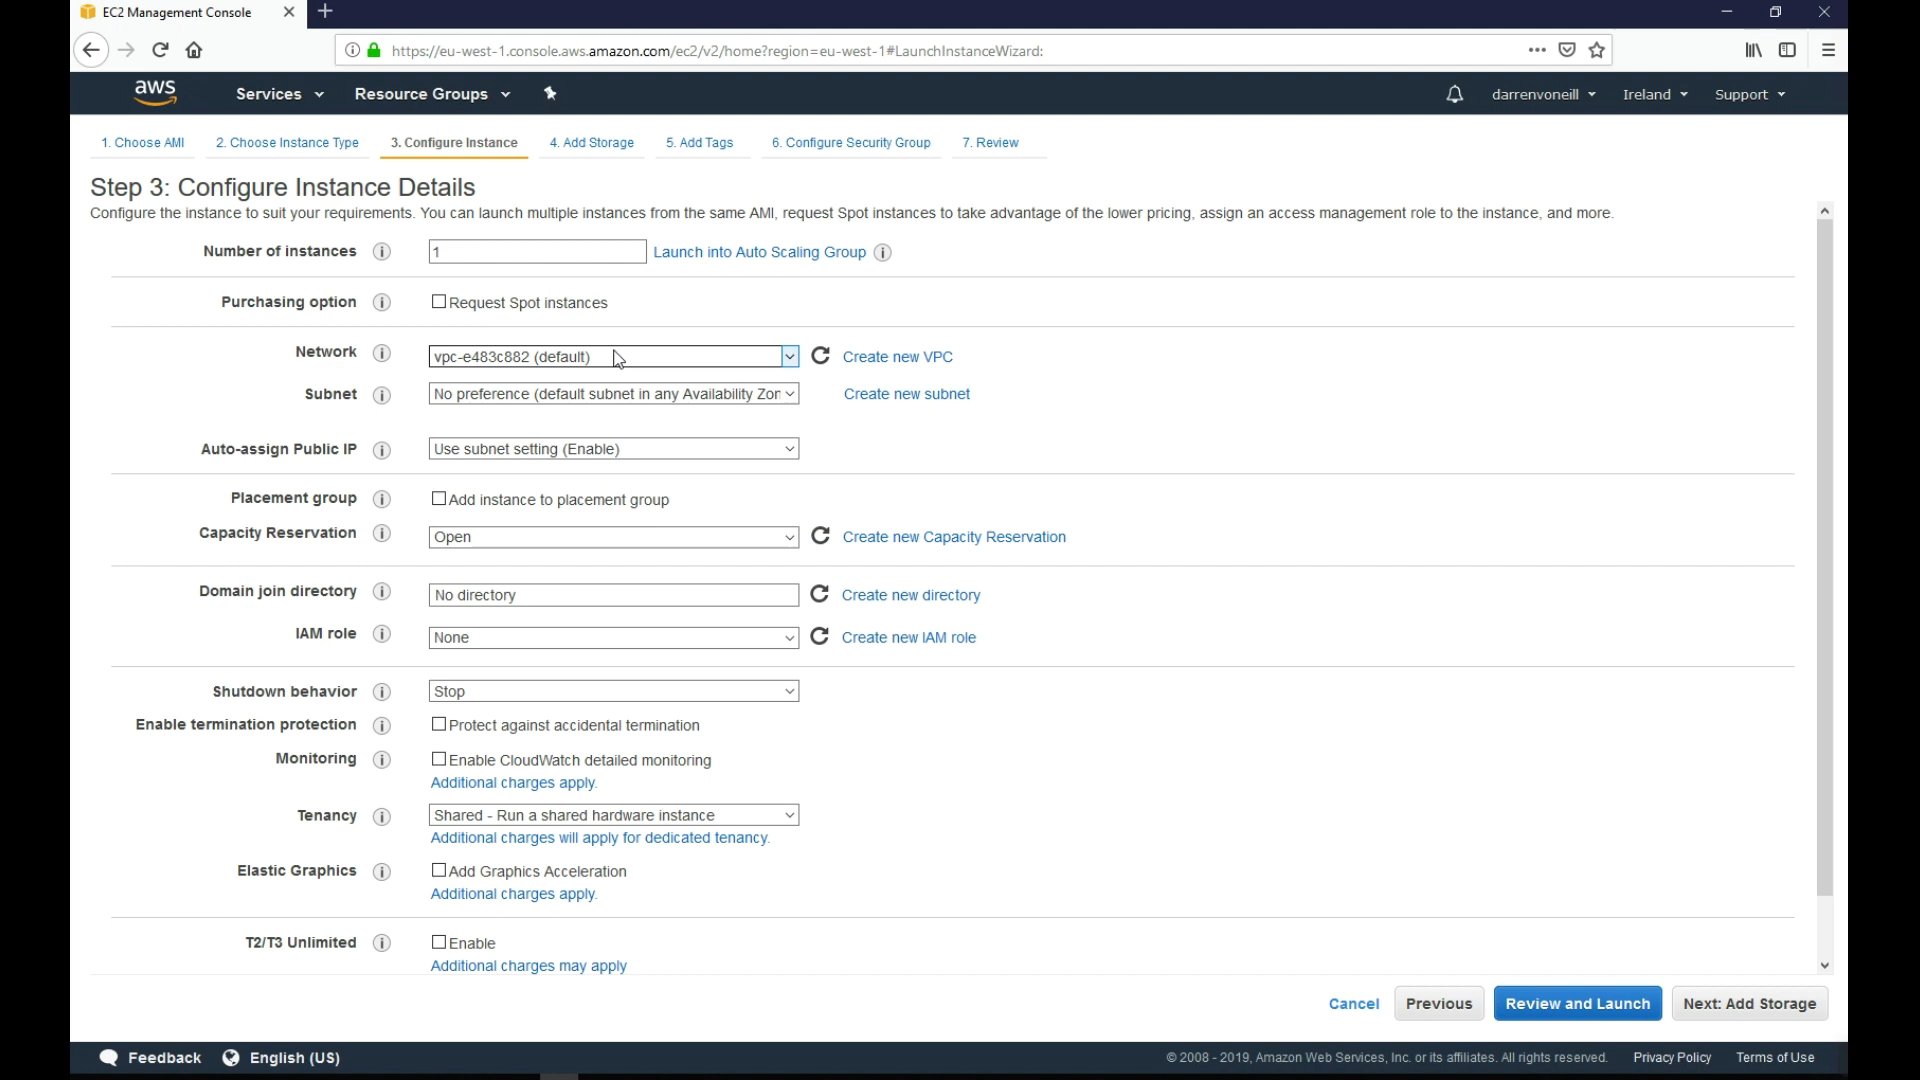 EC2 Management Console
https://eu-west-1.console.aws.amazon.com/ec2/v2/home?region=eu-west-1#LaunchInstanceWizard:
aws Services Resource Groups darrenvoneill Ireland Support
1. Choose AMI 2. Choose Instance Type 3. Configure Instance 4. Add Storage 5. Add Tags 6. Configure Security Group 7. Review
Step 3: Configure Instance Details
Configure the instance to suit your requirements. You can launch multiple instances from the same AMI, request Spot instances to take advantage of the lower pricing, assign an access management role to the instance, and more.
Number of instances i 1 Launch into Auto Scaling Group i
Purchasing option i Request Spot instances
Network i vpc-e483c882 (default) Create new VPC
Subnet i No preference (default subnet in any Availability Zon Create new subnet
Auto-assign Public IP i Use subnet setting (Enable)
Placement group i Add instance to placement group
Capacity Reservation i Open Create new Capacity Reservation
Domain join directory i No directory Create new directory
IAM role i None Create new IAM role
Shutdown behavior i Stop
Enable termination protection i Protect against accidental termination
Monitoring i Enable CloudWatch detailed monitoring
Additional charges apply.
Tenancy i Shared - Run a shared hardware instance
Additional charges will apply for dedicated tenancy.
Elastic Graphics i Add Graphics Acceleration
Additional charges apply.
T2/T3 Unlimited i Enable
Additional charges may apply
Cancel Previous Review and Launch Next: Add Storage
Feedback English (US) © 2008 - 2019, Amazon Web Services, Inc. or its affiliates. All rights reserved. Privacy Policy Terms of Use